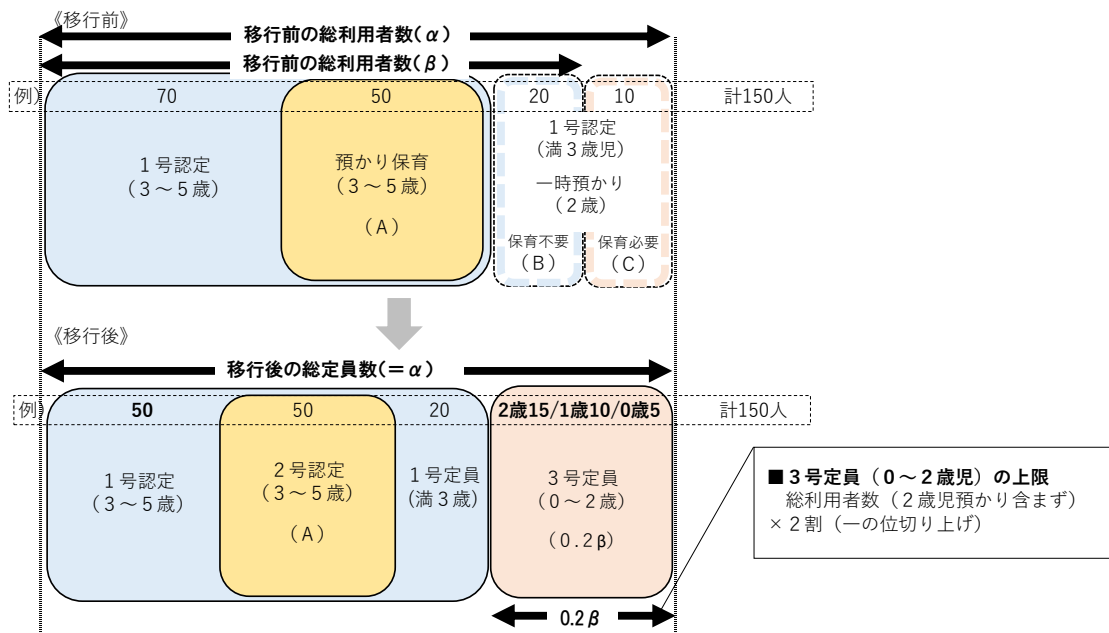 《移行前》
移行前の総利用者数(α)
移行前の総利用者数(β)
例) 70 50 20 10 計150人
1号認定
(3～5歳)
預かり保育
(3～5歳)
(A)
1号認定
(満3歳児)
一時預かり
(2歳)
保育不要
(B)
保育必要
(C)
《移行後》
移行後の総定員数(＝α)
例) 50 50 20 2歳15/1歳10/0歳5 計150人
1号認定
(3～5歳)
2号認定
(3～5歳)
(A)
1号定員
(満3歳)
3号定員
(0～2歳)
(0.2β)
0.2β
■3号定員（0～2歳児）の上限
総利用者数（2歳児預かり含まず）
×2割（一の位切り上げ）